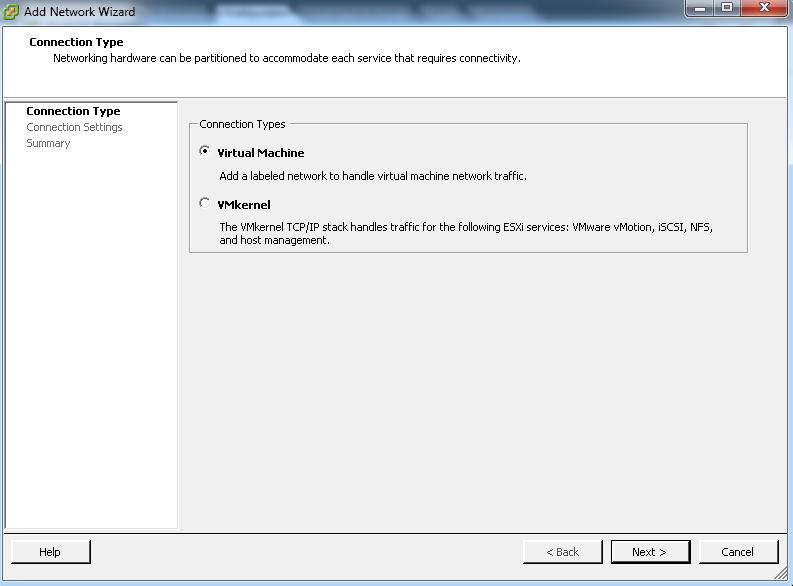 Add Network Wizard
Connection Type
Networking hardware can be partitioned to accommodate each service that requires connectivity.
Connection Type
Connection Settings
Summary
Connection Types
Virtual Machine
Add a labeled network to handle virtual machine network traffic.
VMkernel
The VMkernel TCP/IP stack handles traffic for the following ESXi services: VMware vMotion, iSCSI, NFS,
and host management.
Help
< Back
Next >
Cancel